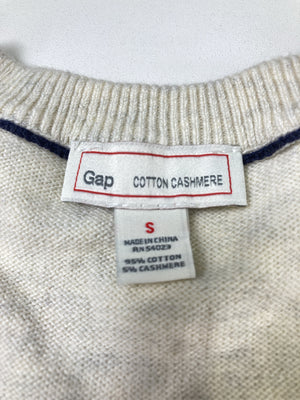 Gap COTTON CASHMERE
S
MADE IN CHINA
RN 54023
95% COTTON
5% CASHMERE